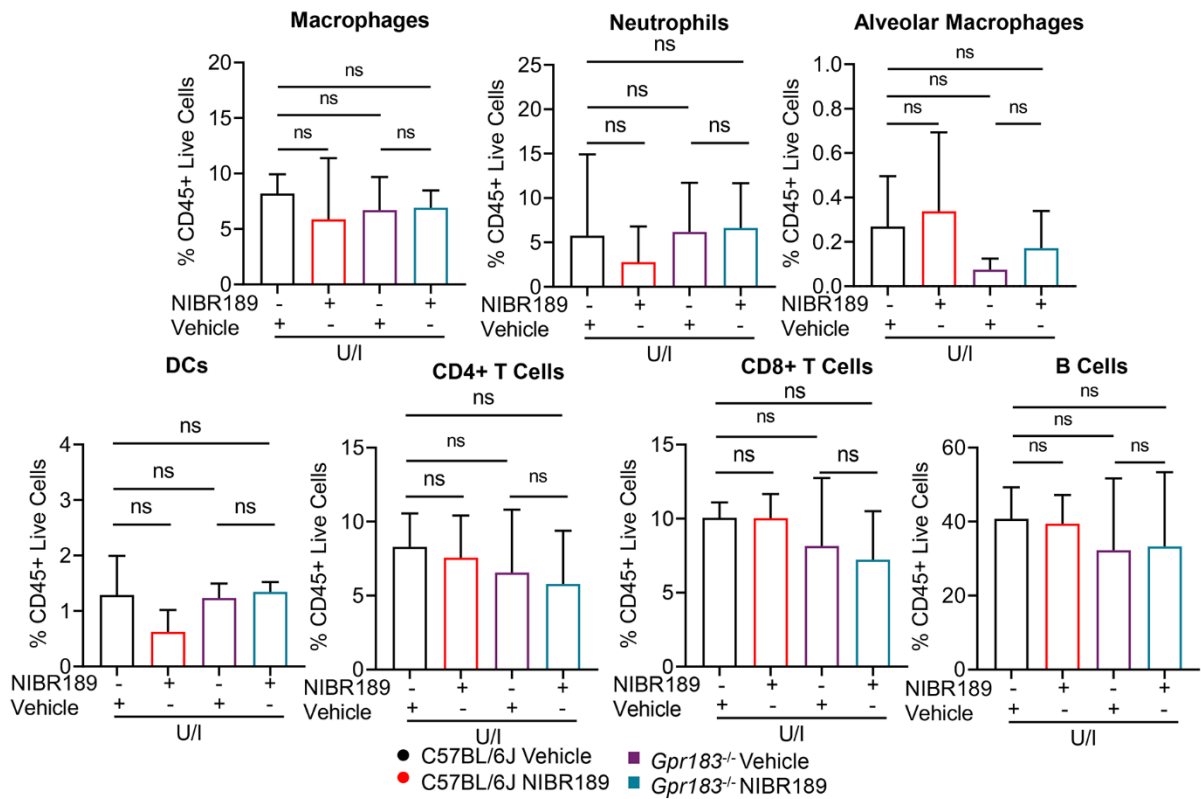 Macrophages
% CD45+ Live Cells
20
15
10
5
0
ns
ns
ns
ns
NIBR189 - + - +
Vehicle + - + -
U/I
Neutrophils
% CD45+ Live Cells
25
20
15
10
5
0
ns
ns
ns
ns
NIBR189 - + - +
Vehicle + - + -
U/I
Alveolar Macrophages
% CD45+ Live Cells
1.0
0.8
0.6
0.4
0.2
0.0
ns
ns
ns
ns
NIBR189 - + - +
Vehicle + - + -
U/I
DCs
% CD45+ Live Cells
4
3
2
1
0
ns
ns
ns
ns
NIBR189 - + - +
Vehicle + - + -
U/I
CD4+ T Cells
% CD45+ Live Cells
15
10
5
0
ns
ns
ns
ns
NIBR189 - + - +
Vehicle + - + -
U/I
CD8+ T Cells
% CD45+ Live Cells
15
10
5
0
ns
ns
ns
ns
NIBR189 - + - +
Vehicle + - + -
U/I
B Cells
% CD45+ Live Cells
60
40
20
0
ns
ns
ns
ns
NIBR189 - + - +
Vehicle + - + -
U/I
C57BL/6J Vehicle
C57BL/6J NIBR189
Gpr183-/- Vehicle
Gpr183-/- NIBR189